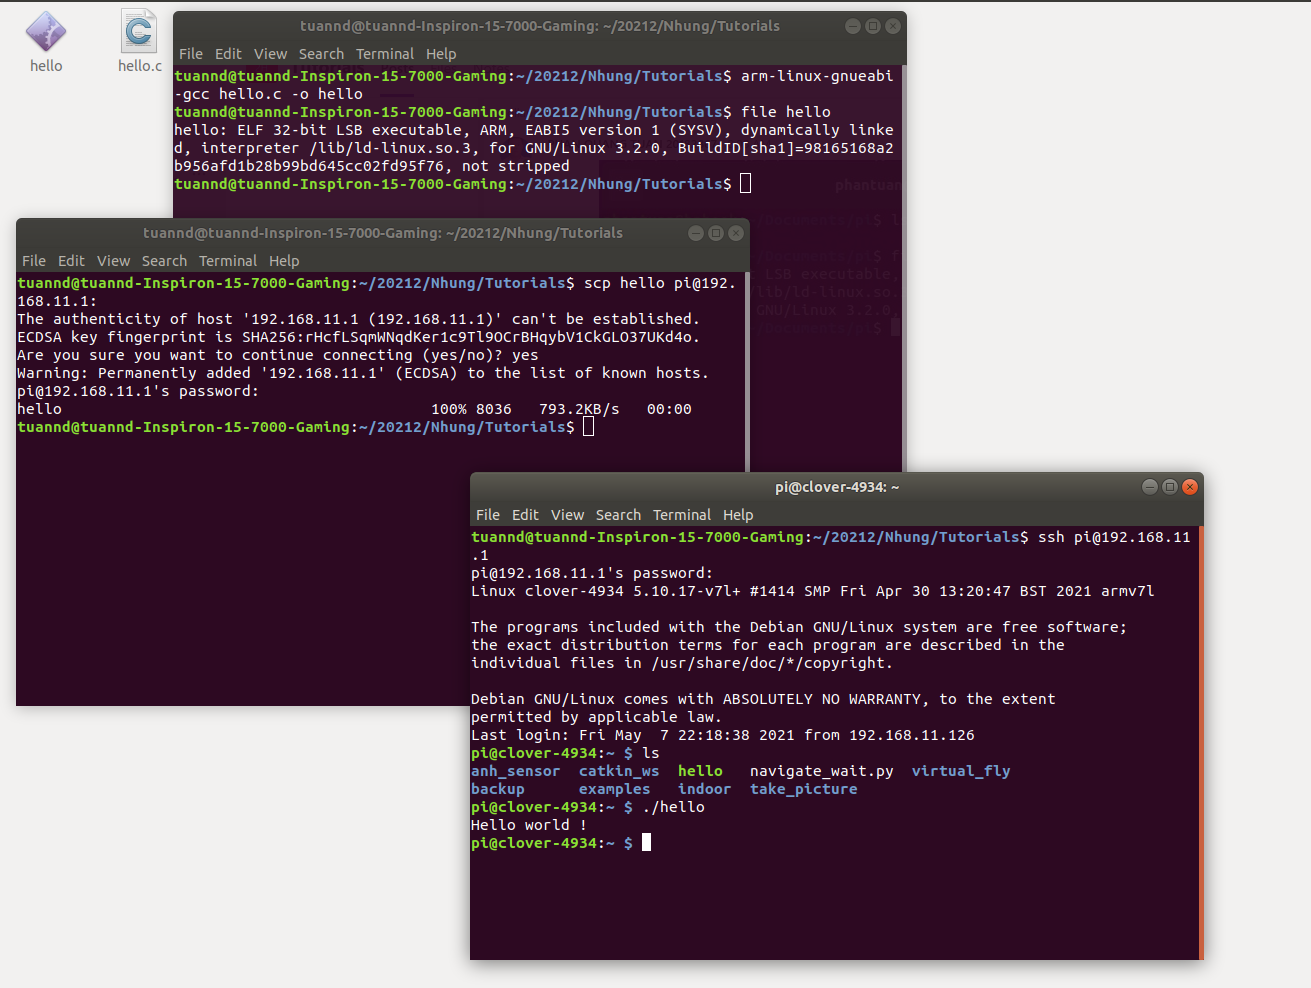 hello
hello.c
tuannd@tuannd-Inspiron-15-7000-Gaming: ~/20212/Nhung/Tutorials
File Edit View Search Terminal Help
tuannd@tuannd-Inspiron-15-7000-Gaming:~/20212/Nhung/Tutorials$ arm-linux-gnueabi
-gcc hello.c -o hello
tuannd@tuannd-Inspiron-15-7000-Gaming:~/20212/Nhung/Tutorials$ file hello
hello: ELF 32-bit LSB executable, ARM, EABI5 version 1 (SYSV), dynamically linke
d, interpreter /lib/ld-linux.so.3, for GNU/Linux 3.2.0, BuildID[sha1]=98165168a2
b956afd1b28b99bd645cc02fd95f76, not stripped
tuannd@tuannd-Inspiron-15-7000-Gaming:~/20212/Nhung/Tutorials$
phantuan
LSB executable,
/lib/ld-linux.so.
GNU/Linux 3.2.0,
tuannd@tuannd-Inspiron-15-7000-Gaming: ~/20212/Nhung/Tutorials
File Edit View Search Terminal Help
tuannd@tuannd-Inspiron-15-7000-Gaming:~/20212/Nhung/Tutorials$ scp hello pi@192.
168.11.1:
The authenticity of host '192.168.11.1 (192.168.11.1)' can't be established.
ECDSA key fingerprint is SHA256:rHcfLSqmWNqdKer1c9Tl9OCrBHqybV1CkGLO37UKd4o.
Are you sure you want to continue connecting (yes/no)? yes
Warning: Permanently added '192.168.11.1' (ECDSA) to the list of known hosts.
pi@192.168.11.1's password:
hello 100% 8036 793.2KB/s 00:00
tuannd@tuannd-Inspiron-15-7000-Gaming:~/20212/Nhung/Tutorials$
pi@clover-4934: ~
File Edit View Search Terminal Help
tuannd@tuannd-Inspiron-15-7000-Gaming:~/20212/Nhung/Tutorials$ ssh pi@192.168.11
.1
pi@192.168.11.1's password:
Linux clover-4934 5.10.17-v7l+ #1414 SMP Fri Apr 30 13:20:47 BST 2021 armv7l
The programs included with the Debian GNU/Linux system are free software;
the exact distribution terms for each program are described in the
individual files in /usr/share/doc/*/copyright.
Debian GNU/Linux comes with ABSOLUTELY NO WARRANTY, to the extent
permitted by applicable law.
Last login: Fri May  7 22:18:38 2021 from 192.168.11.126
pi@clover-4934:~ $ ls
anh_sensor catkin_ws hello navigate_wait.py virtual_fly
backup examples indoor take_picture
pi@clover-4934:~ $ ./hello
Hello world !
pi@clover-4934:~ $